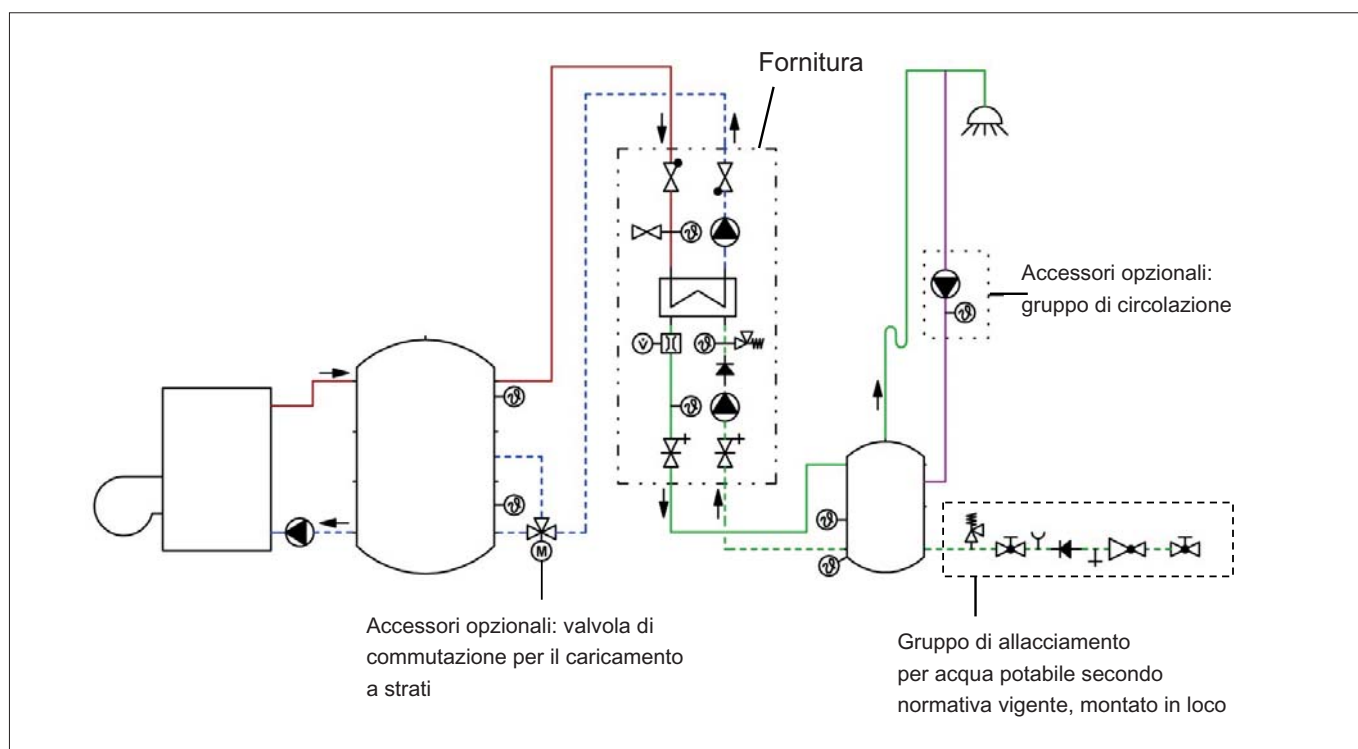 Fornitura
Accessori opzionali:
gruppo di circolazione
ϑ
ϑ
V̇
ϑ
ϑ
ϑ
ϑ
ϑ
ϑ
ϑ
M
Accessori opzionali: valvola di
commutazione per il caricamento
a strati
Gruppo di allacciamento
per acqua potabile secondo
normativa vigente, montato in loco